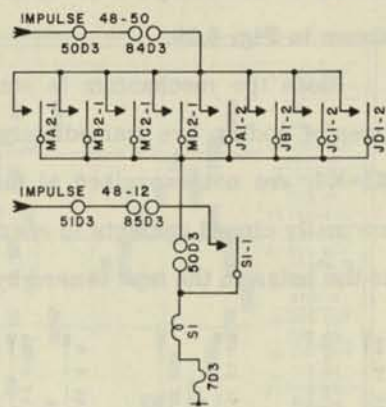 IMPULSE 48-50
50D3 84D3
MA2-1 MB2-1 MC2-1 MD2-1 JA1-2 JB1-2 JC1-2 JD1-2
IMPULSE 48-12
51D3 85D3
50D3 S1-1
S1
7D3